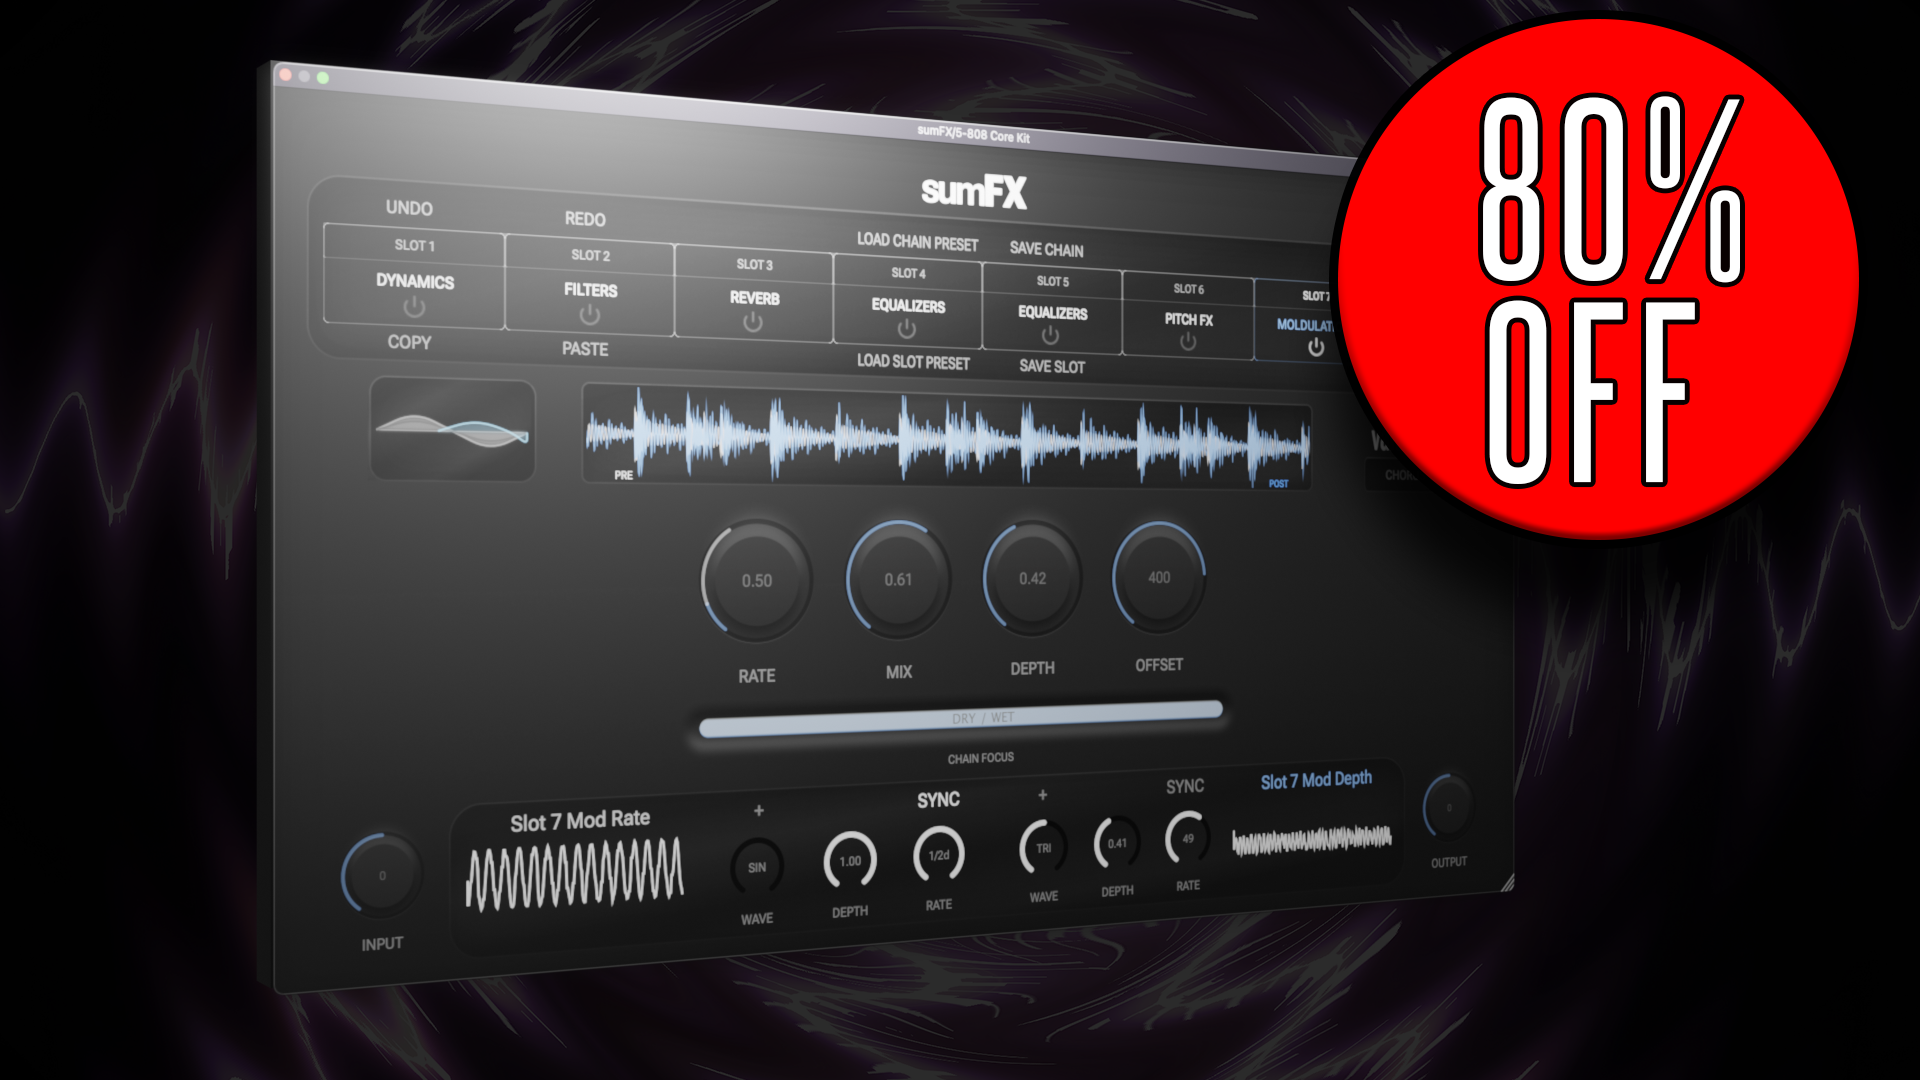 sumFX/5-808 Core Kit
sumFX
80%
OFF
UNDO
REDO
LOAD CHAIN PRESET
SAVE CHAIN
SLOT 1
SLOT 2
SLOT 3
SLOT 4
SLOT 5
SLOT 6
SLOT 7
DYNAMICS
FILTERS
REVERB
EQUALIZERS
EQUALIZERS
PITCH FX
MOLDULAT
COPY
PASTE
LOAD SLOT PRESET
SAVE SLOT
PRE
POST
0.50
0.61
0.42
400
RATE
MIX
DEPTH
OFFSET
DRY / WET
CHAIN FOCUS
Slot 7 Mod Rate
+
SYNC
+
SYNC
Slot 7 Mod Depth
0
SIN
1.00
1/2d
TRI
0.41
49
0
INPUT
WAVE
DEPTH
RATE
WAVE
DEPTH
RATE
OUTPUT